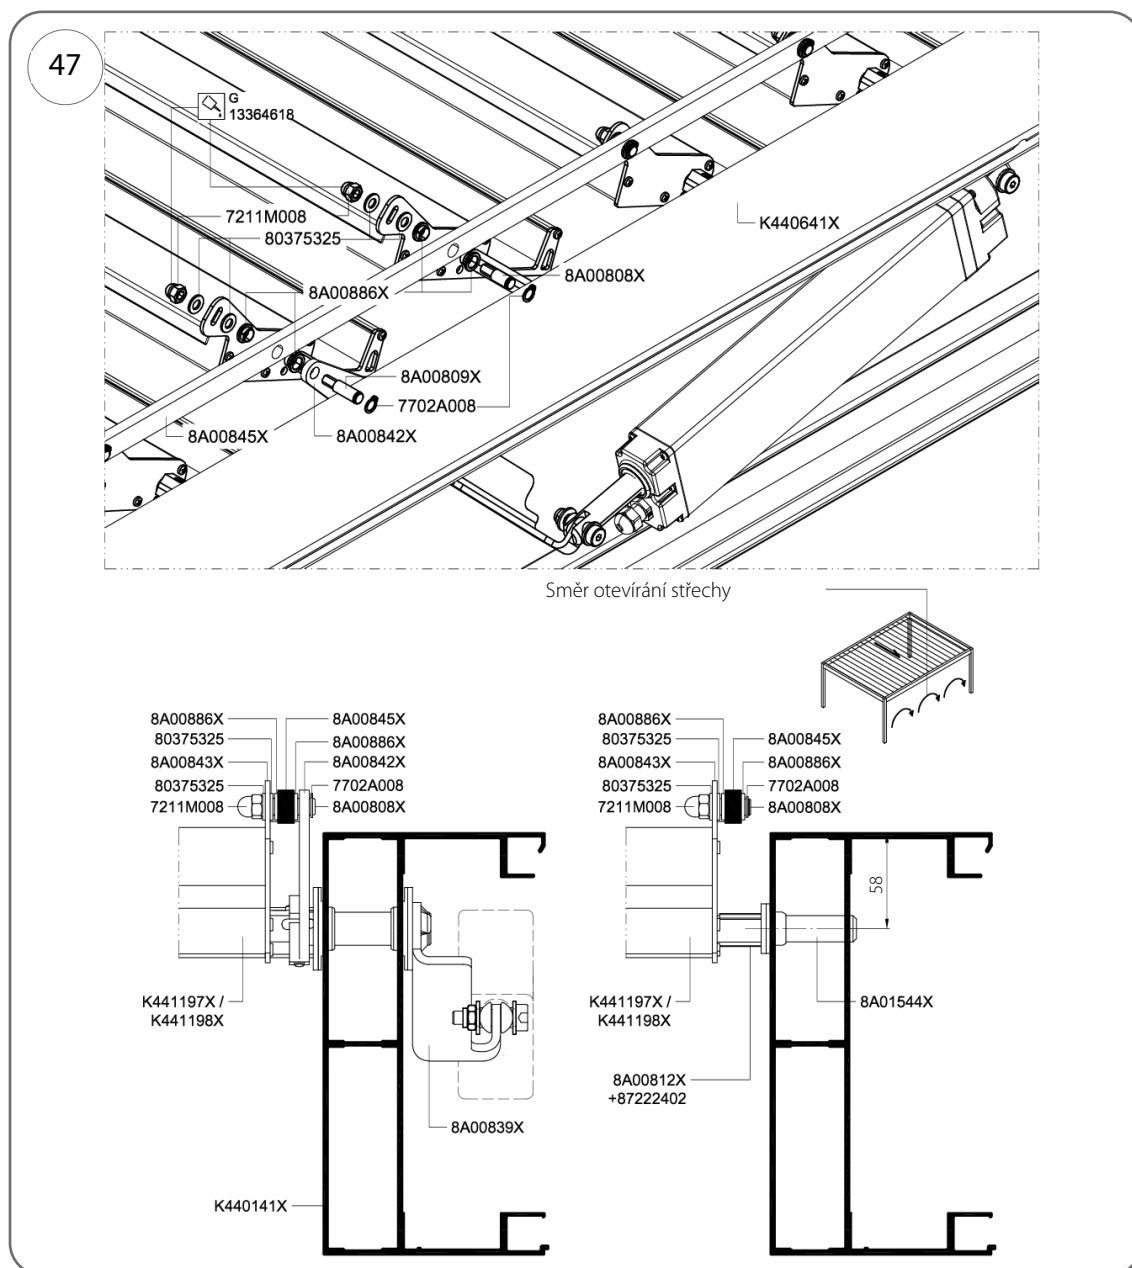 47
G
13364618
7211M008
80375325
8A00886X
K440641X
8A00808X
8A00809X
7702A008
8A00845X
8A00842X
Směr otevírání střechy
8A00886X
80375325
8A00843X
80375325
7211M008
8A00845X
8A00886X
8A00842X
7702A008
8A00808X
K441197X /
K441198X
8A00839X
K440141X
8A00886X
80375325
8A00843X
80375325
7211M008
8A00845X
8A00886X
7702A008
8A00808X
58
K441197X /
K441198X
8A01544X
8A00812X
+87222402